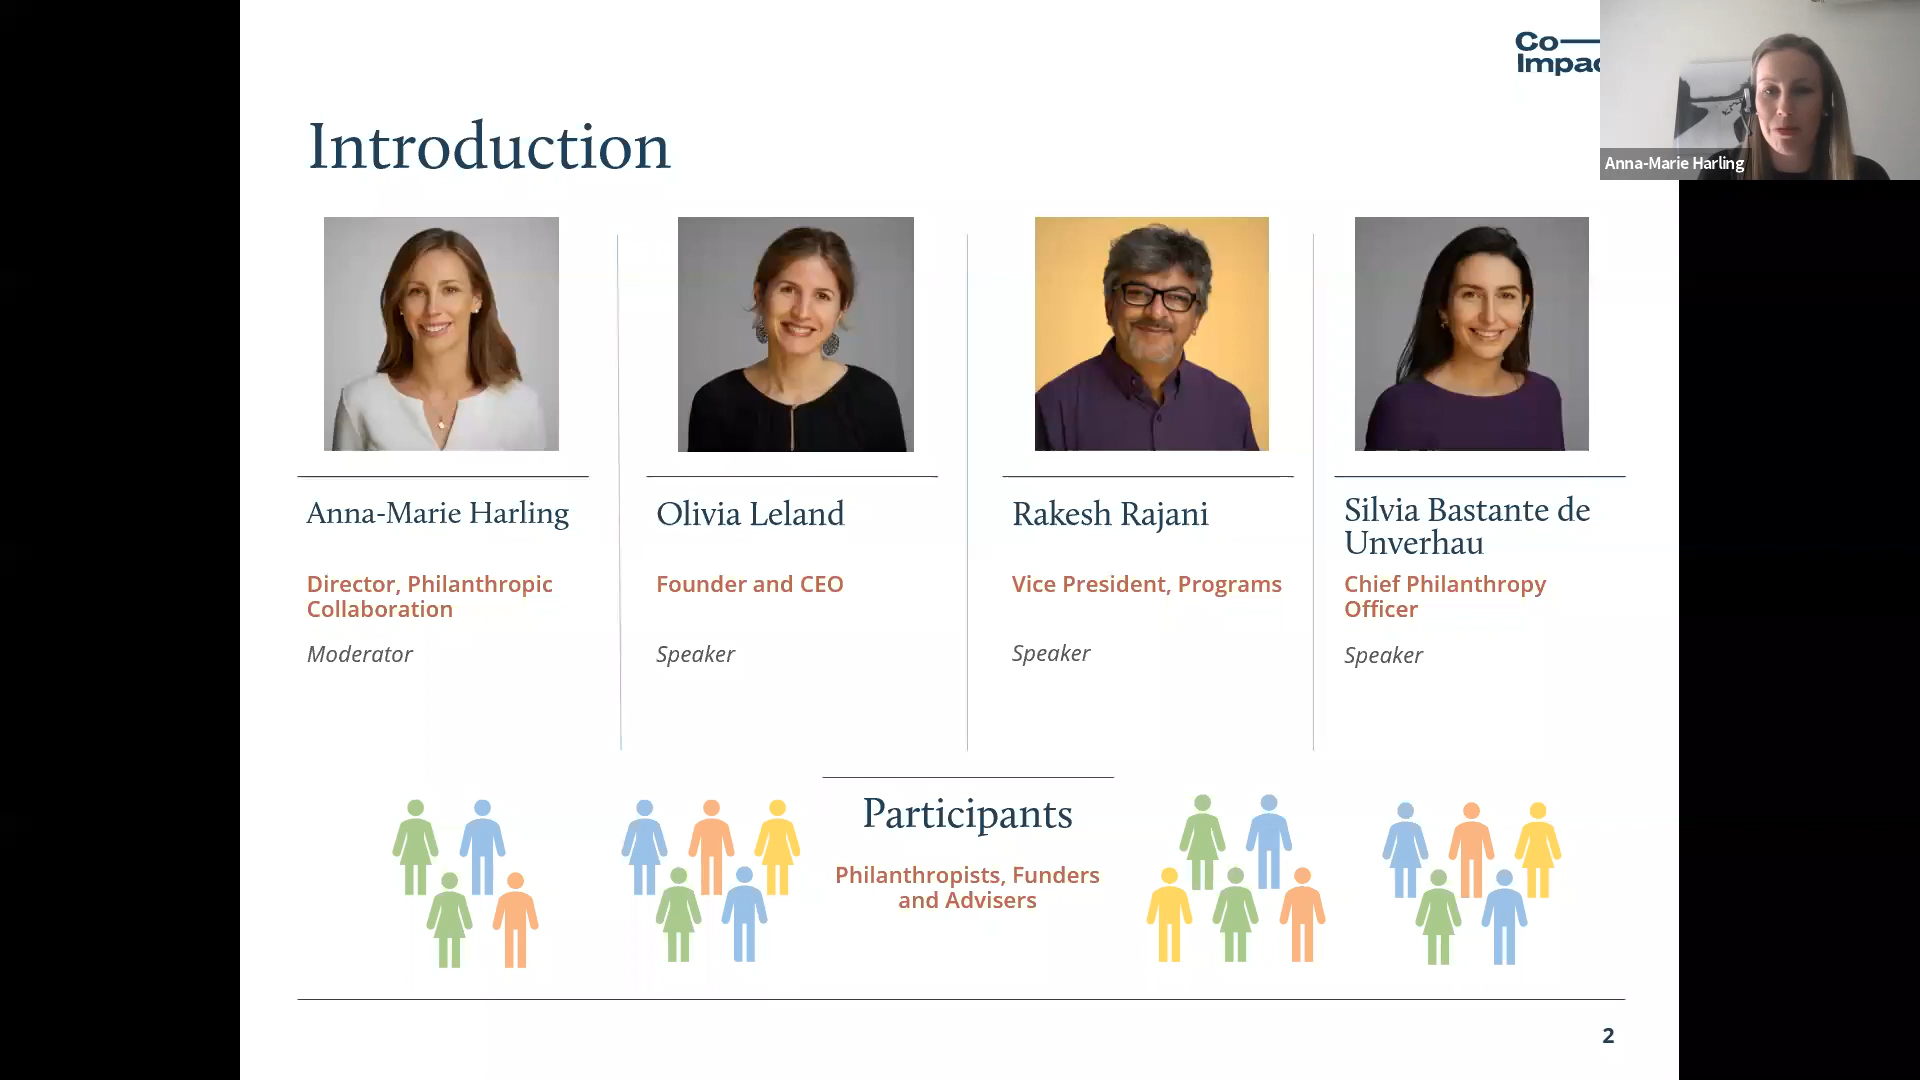 Co—
Impac
Anna-Marie Harling
Introduction
Anna-Marie Harling
Director, Philanthropic
Collaboration
Moderator
Olivia Leland
Founder and CEO
Speaker
Rakesh Rajani
Vice President, Programs
Speaker
Silvia Bastante de
Unverhau
Chief Philanthropy
Officer
Speaker
Participants
Philanthropists, Funders
and Advisers
2